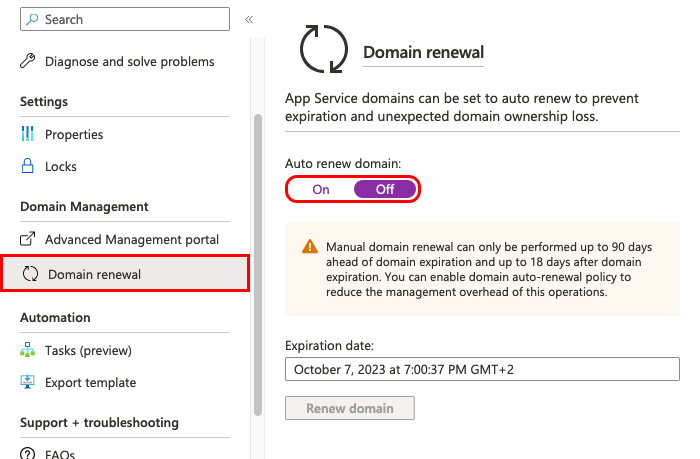 Search
«
Diagnose and solve problems
Settings
Properties
Locks
Domain Management
Advanced Management portal
Domain renewal
Automation
Tasks (preview)
Export template
Support + troubleshooting
FAQs
Domain renewal
App Service domains can be set to auto renew to prevent
expiration and unexpected domain ownership loss.
Auto renew domain:
On Off
Manual domain renewal can only be performed up to 90 days
ahead of domain expiration and up to 18 days after domain
expiration. You can enable domain auto-renewal policy to
reduce the management overhead of this operations.
Expiration date:
October 7, 2023 at 7:00:37 PM GMT+2
Renew domain